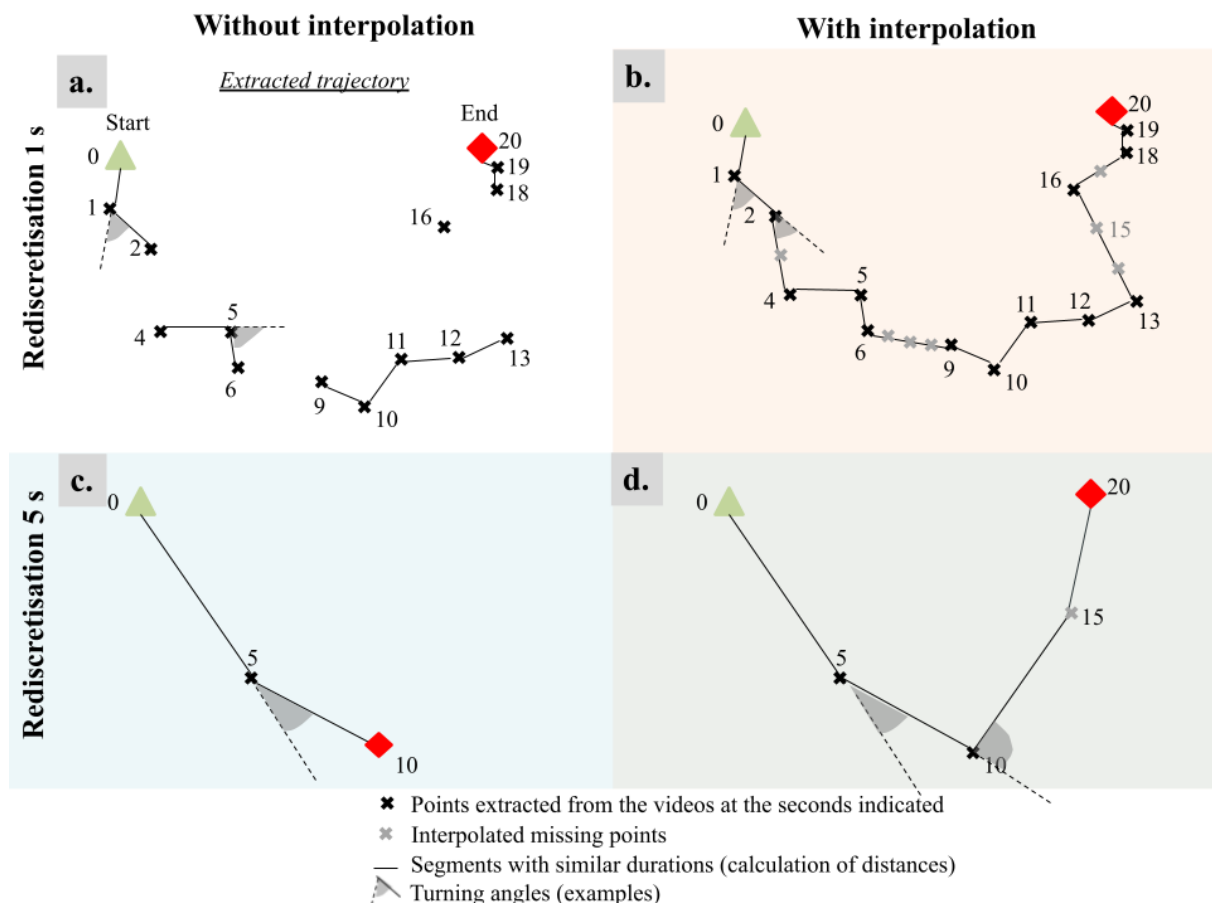 Without interpolation
With interpolation
Rediscretisation 1 s
a.
Extracted trajectory
Start
End
0
20
19
18
1
16
2
5
4
11
12
13
6
9
10
b.
0
20
19
18
1
16
2
15
5
4
11
12
13
6
9
10
Rediscretisation 5 s
c.
0
5
10
d.
0
20
15
5
10
Points extracted from the videos at the seconds indicated
Interpolated missing points
Segments with similar durations (calculation of distances)
Turning angles (examples)